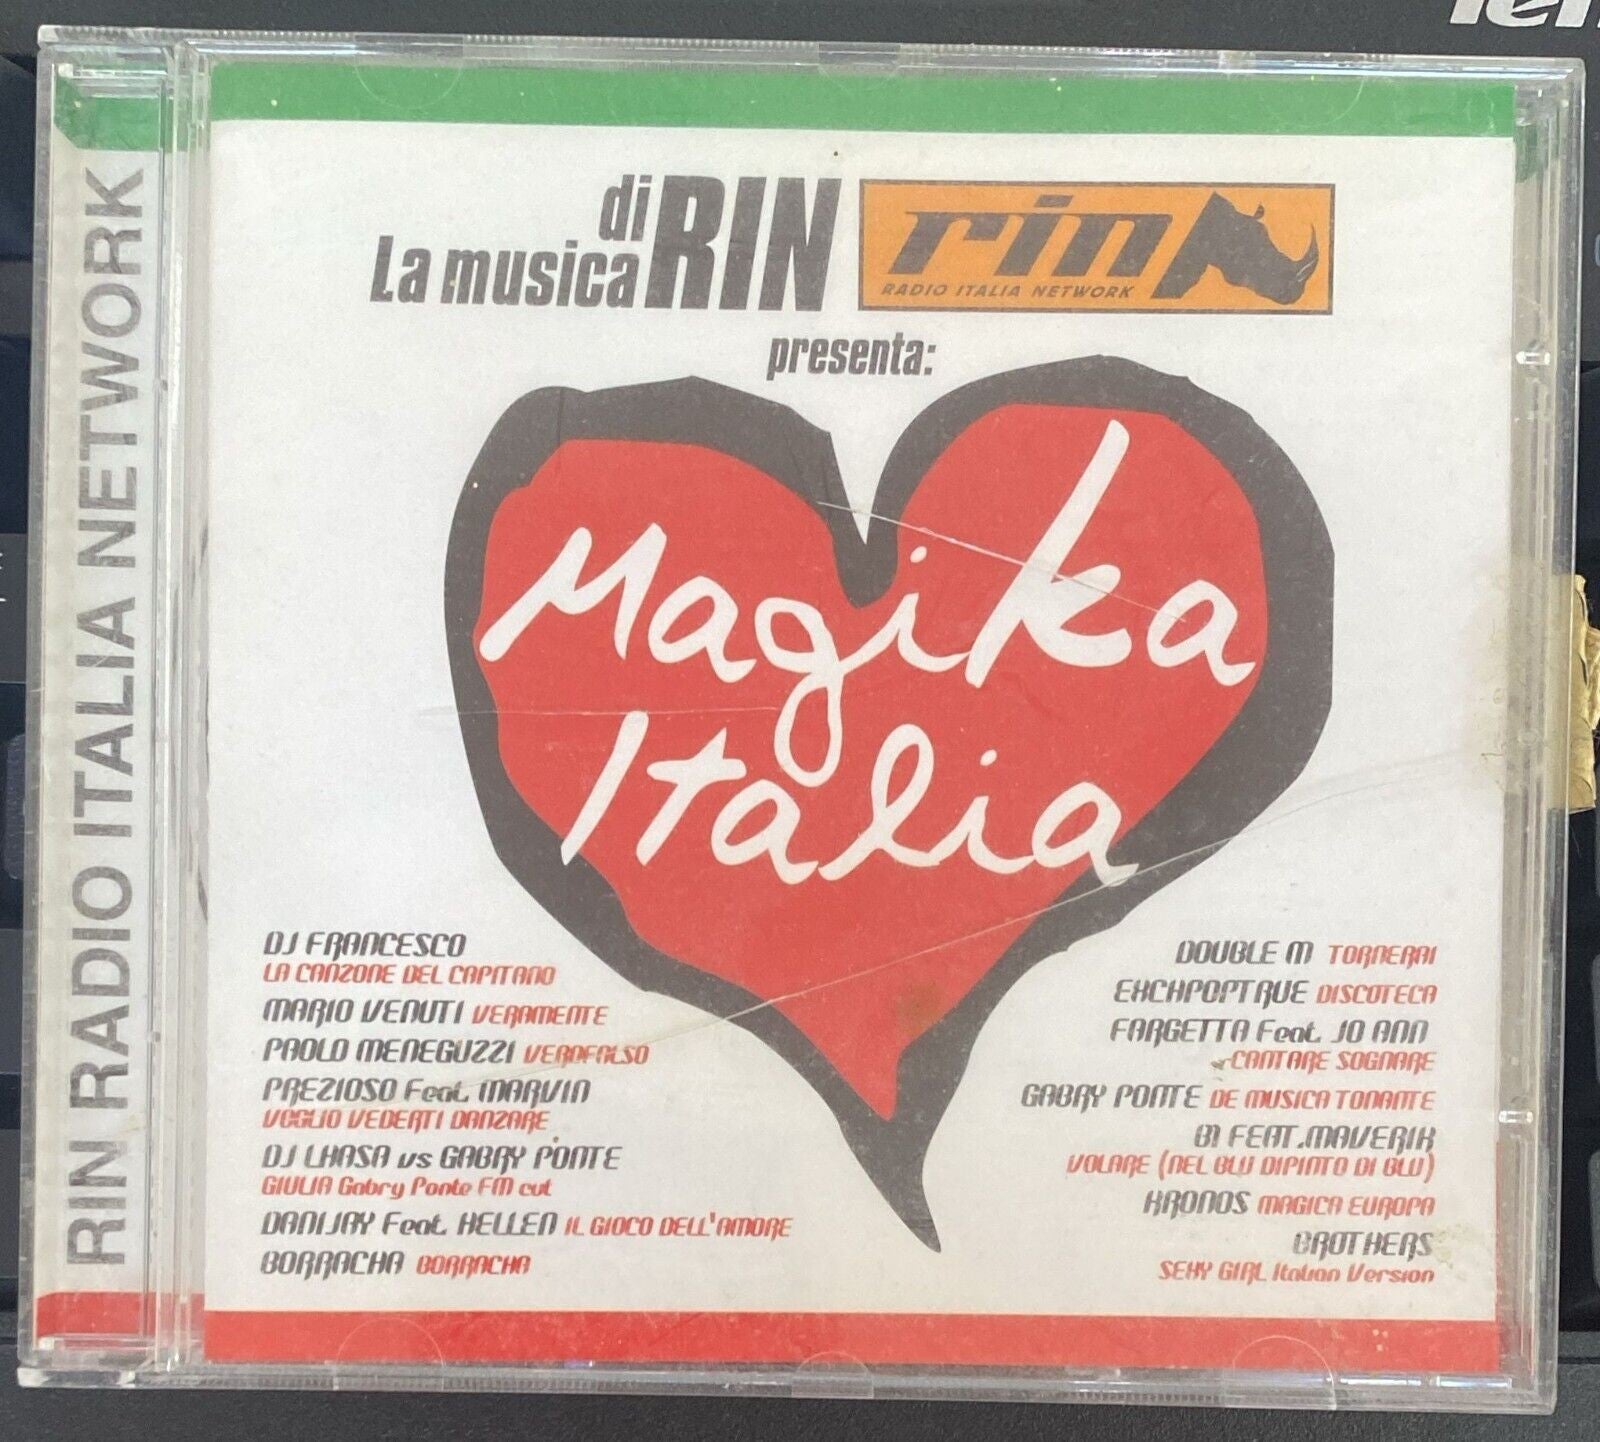 RIN RADIO ITALIA NETWORK
di
La musica RIN
rin
RADIO ITALIA NETWORK
presenta:
Magika
Italia
DJ FRANCESCO
LA CANZONE DEL CAPITANO
MARIO VENUTI VERAMENTE
PAOLO MENEGUZZI VEROFALSO
PREZIOSO Feat. MARVIN
VOGLIO VEDERTI DANZARE
DJ LHASA vs GABRY PONTE
GIULIA Gabry Ponte FM cut
DANIJAY Feat. HELLEN IL GIOCO DELL'AMORE
BORRACHA BORRACHA
DOUBLE M TORNERAI
EXCHPOPTRUE DISCOTECA
FARGETTA Feat. JO ANN
CANTARE SOGNARE
GABRY PONTE DE MUSICA TONANTE
B1 FEAT.MAVERIK
VOLARE (NEL BLU DIPINTO DI BLU)
KRONOS MAGICA EUROPA
BROTHERS
SEXY GIRL Italian Version